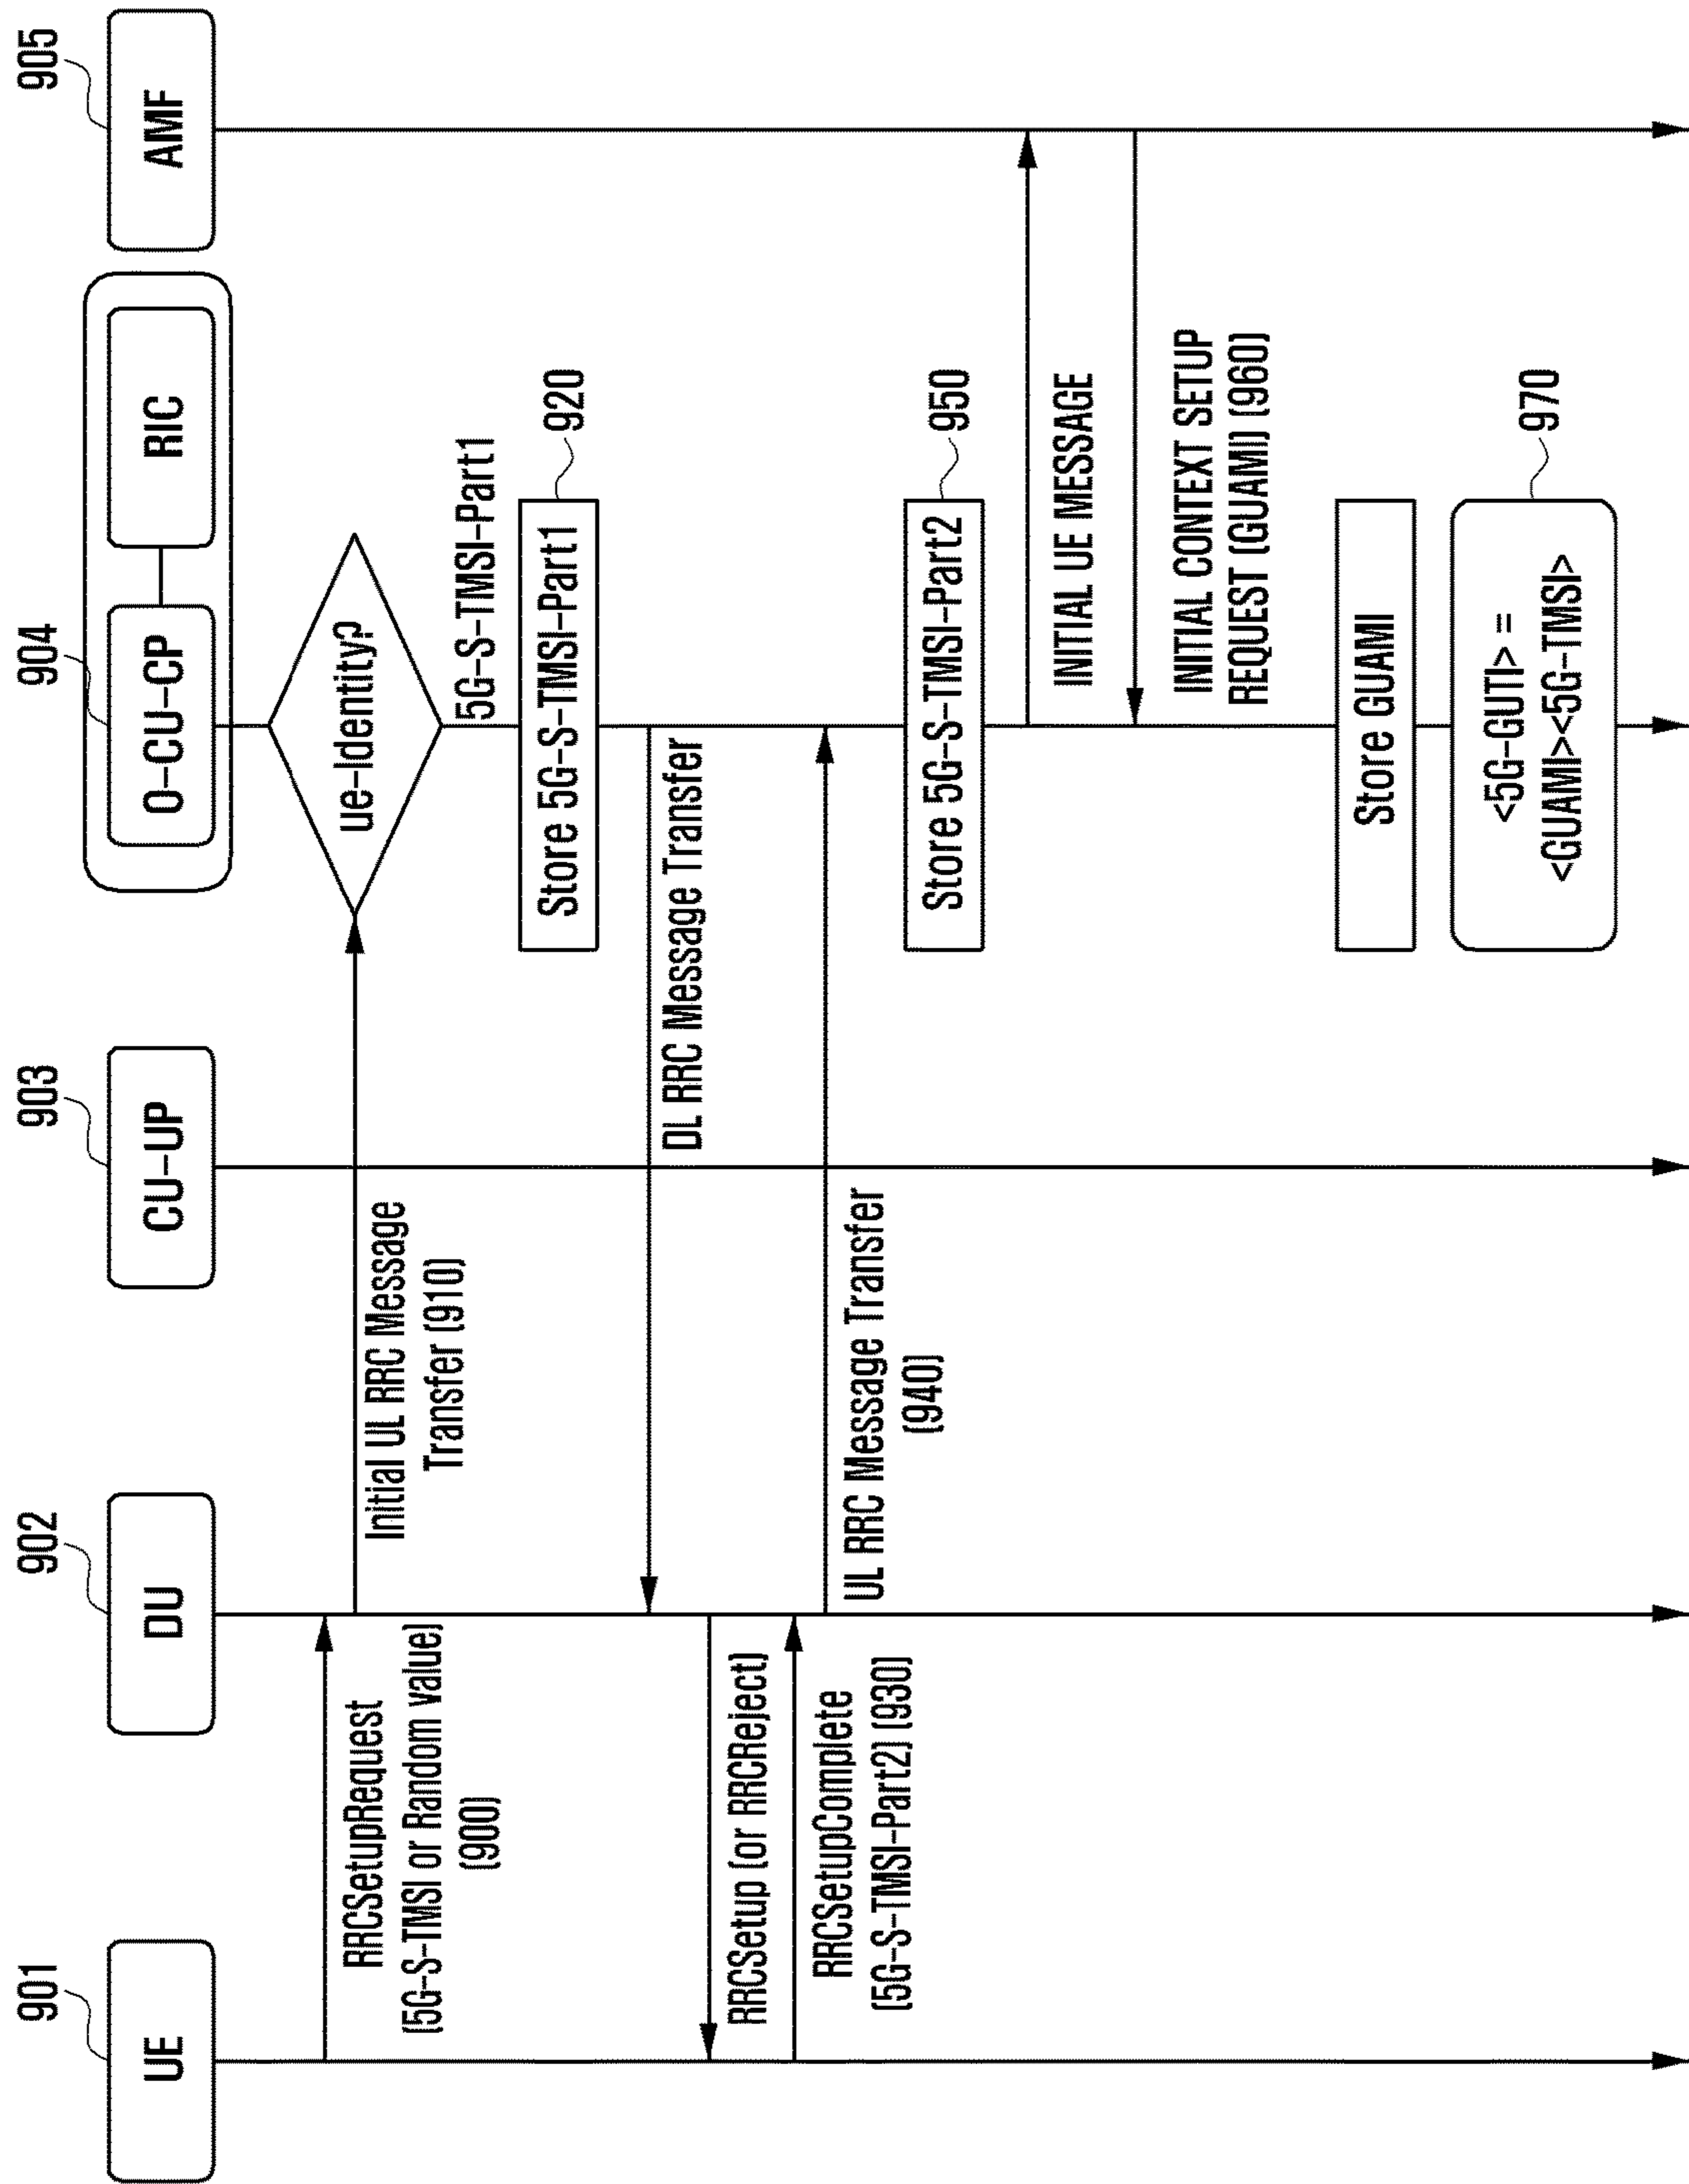 901
902
903
904
905
UE
DU
CU-UP
O-CU-CP
RIC
AMF
RRCSetupRequest
(5G-S-TMSI or Random value)
(900)
Initial UL RRC Message
Transfer (910)
ue-Identity?
5G-S-TMSI-Part1
Store 5G-S-TMSI-Part1
920
DL RRC Message Transfer
RRCSetup (or RRCReject)
RRCSetupComplete
(5G-S-TMSI-Part2) (930)
UL RRC Message Transfer
(940)
Store 5G-S-TMSI-Part2
950
INITIAL UE MESSAGE
INITIAL CONTEXT SETUP
REQUEST (GUAMI) (960)
Store GUAMI
<5G-GUTI> =
<GUAMI><5G-TMSI>
970